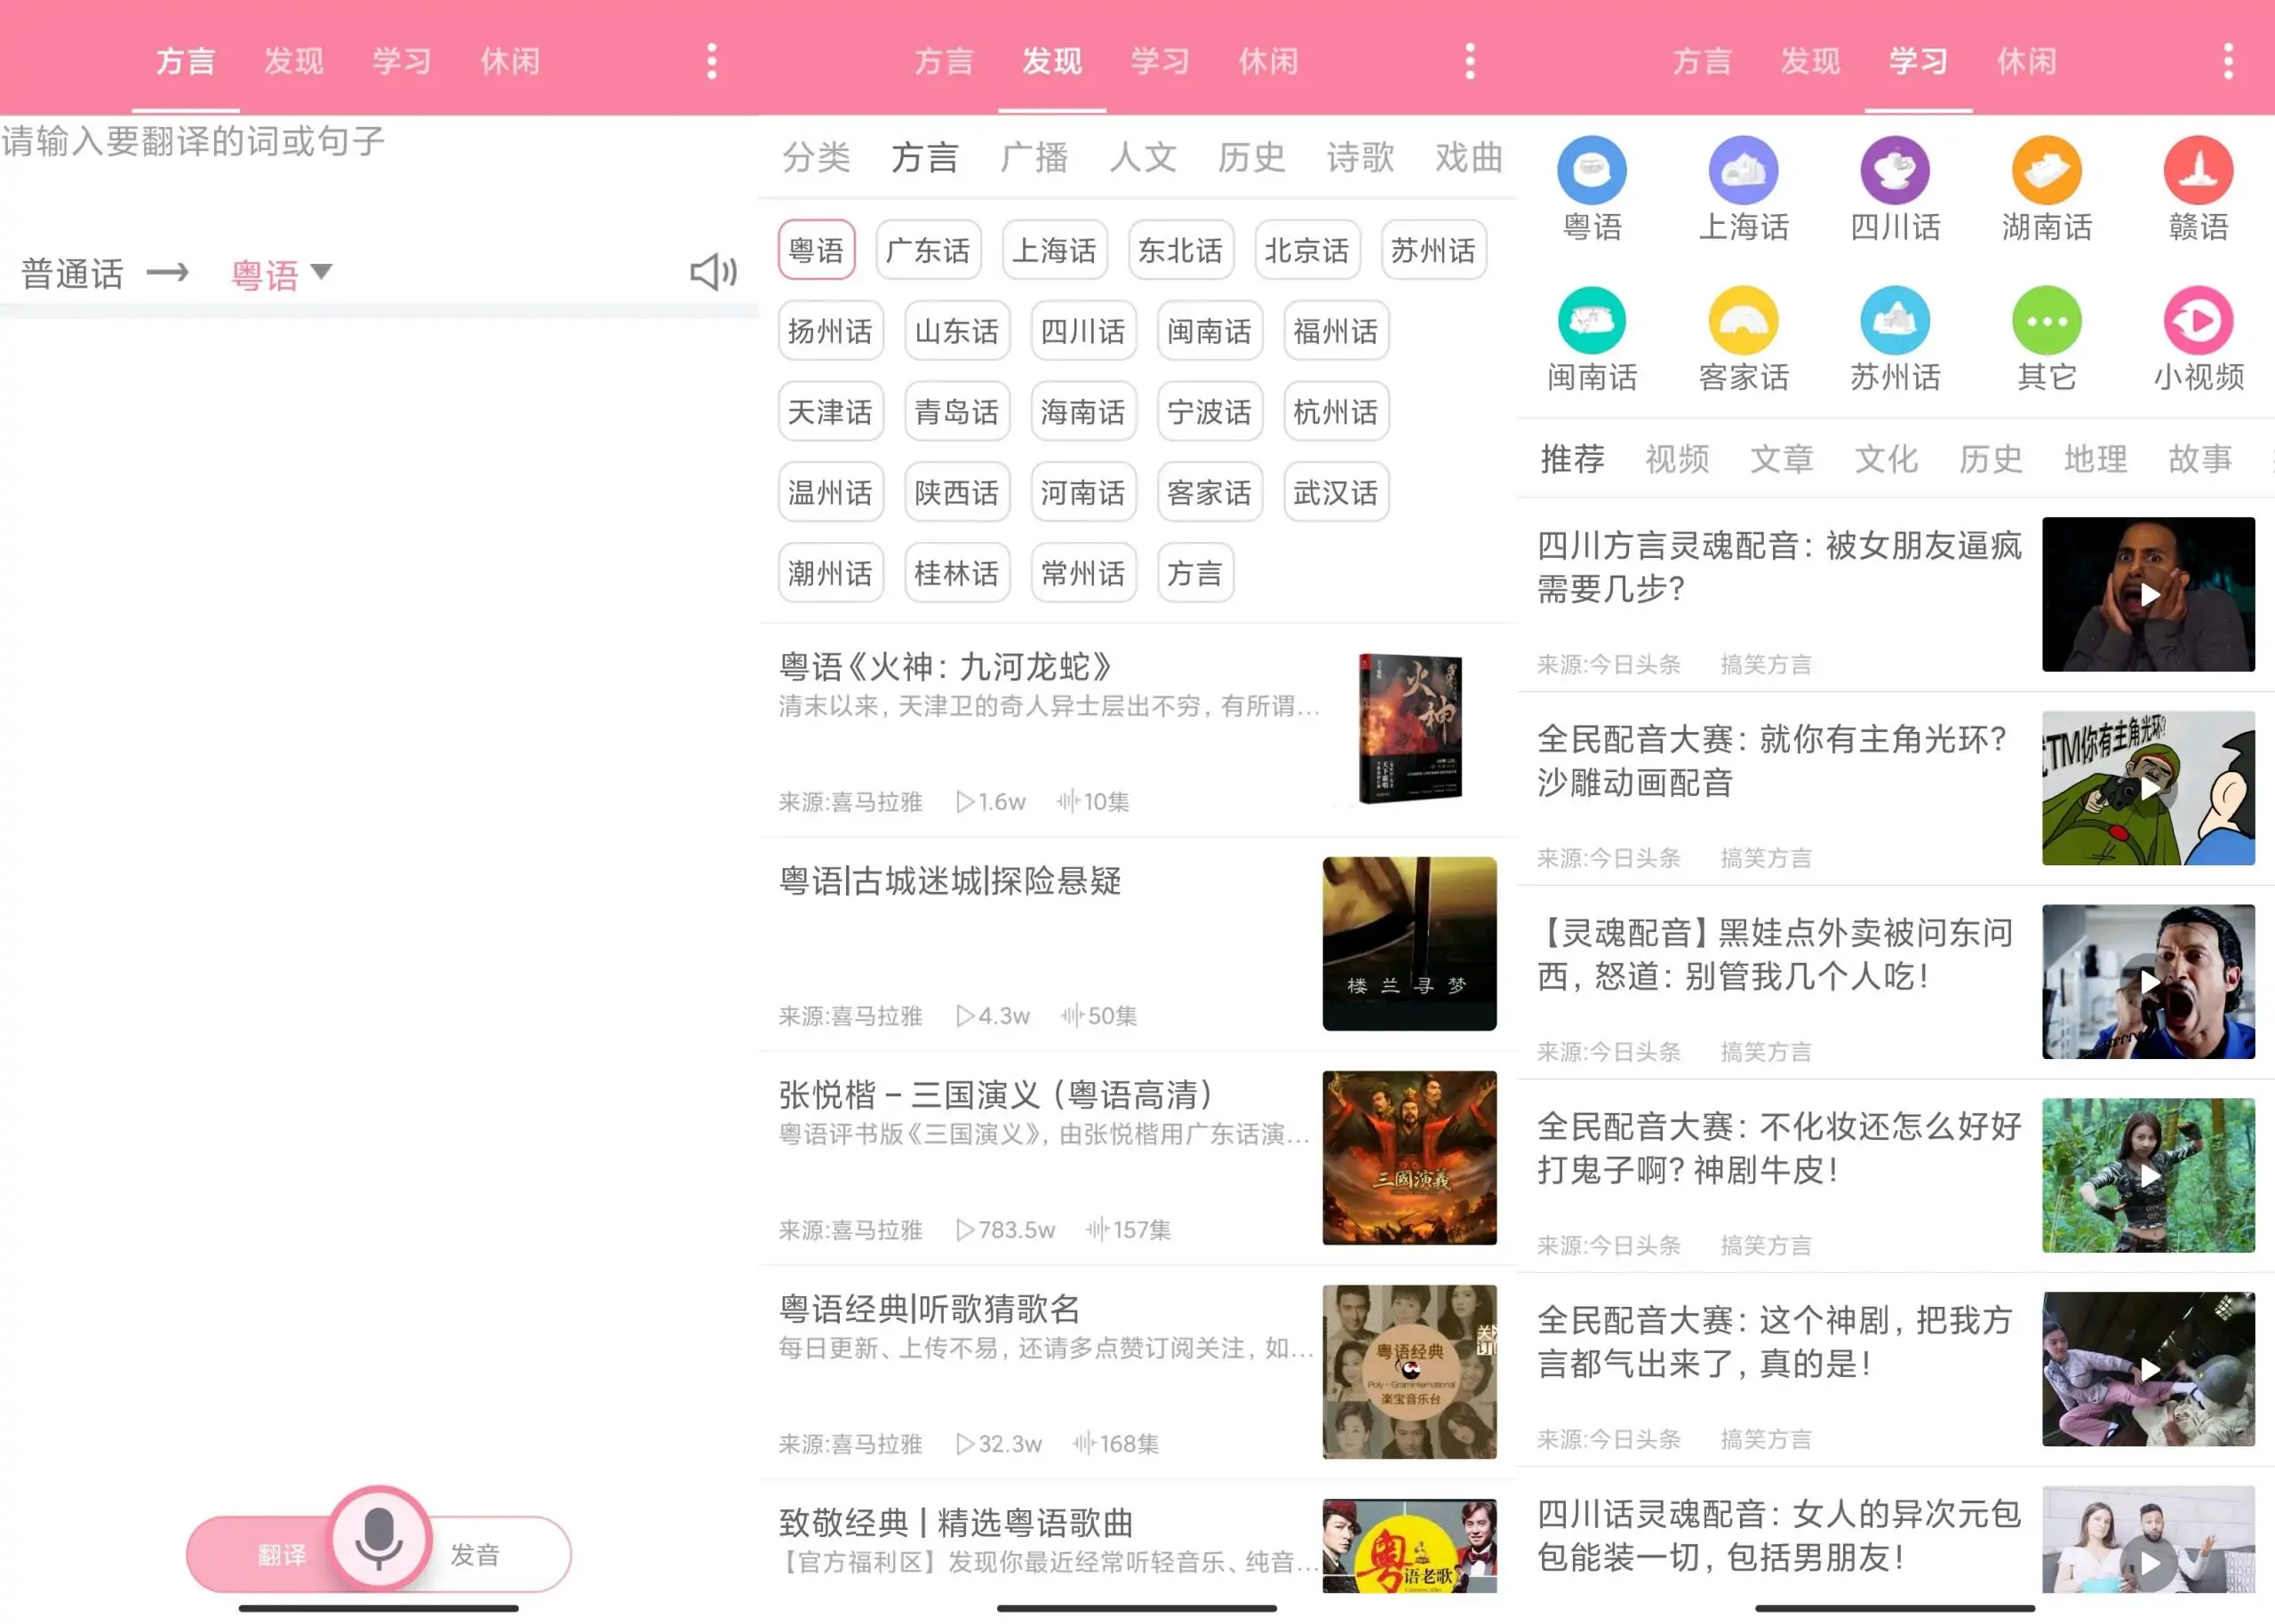 方言 发现 学习 休闲
请输入要翻译的词或句子
普通话 → 粤语
翻译 发音
方言 发现 学习 休闲
分类 方言 广播 人文 历史 诗歌 戏曲
粤语 广东话 上海话 东北话 北京话 苏州话
扬州话 山东话 四川话 闽南话 福州话
天津话 青岛话 海南话 宁波话 杭州话
温州话 陕西话 河南话 客家话 武汉话
潮州话 桂林话 常州话 方言
粤语《火神：九河龙蛇》
清末以来，天津卫的奇人异士层出不穷，有所谓...
来源:喜马拉雅 1.6w 10集
火神
粤语|古城迷城|探险悬疑
来源:喜马拉雅 4.3w 50集
楼兰寻梦
张悦楷－三国演义（粤语高清）
粤语评书版《三国演义》，由张悦楷用广东话演...
来源:喜马拉雅 783.5w 157集
三國演義
粤语经典|听歌猜歌名
每日更新、上传不易，还请多点赞订阅关注，如...
来源:喜马拉雅 32.3w 168集
粤语经典
Poly-GramInternational
楽宝音乐台
致敬经典 | 精选粤语歌曲
【官方福利区】发现你最近经常听轻音乐、纯音...
粤
语老歌
方言 发现 学习 休闲
粤语 上海话 四川话 湖南话 赣语
闽南话 客家话 苏州话 其它 小视频
推荐 视频 文章 文化 历史 地理 故事
四川方言灵魂配音：被女朋友逼疯
需要几步？
来源:今日头条 搞笑方言
全民配音大赛：就你有主角光环？
沙雕动画配音
来源:今日头条 搞笑方言
TM你有主角光环?
【灵魂配音】黑娃点外卖被问东问
西，怒道：别管我几个人吃！
来源:今日头条 搞笑方言
全民配音大赛：不化妆还怎么好好
打鬼子啊？神剧牛皮！
来源:今日头条 搞笑方言
全民配音大赛：这个神剧，把我方
言都气出来了，真的是！
来源:今日头条 搞笑方言
四川话灵魂配音：女人的异次元包
包能装一切，包括男朋友！